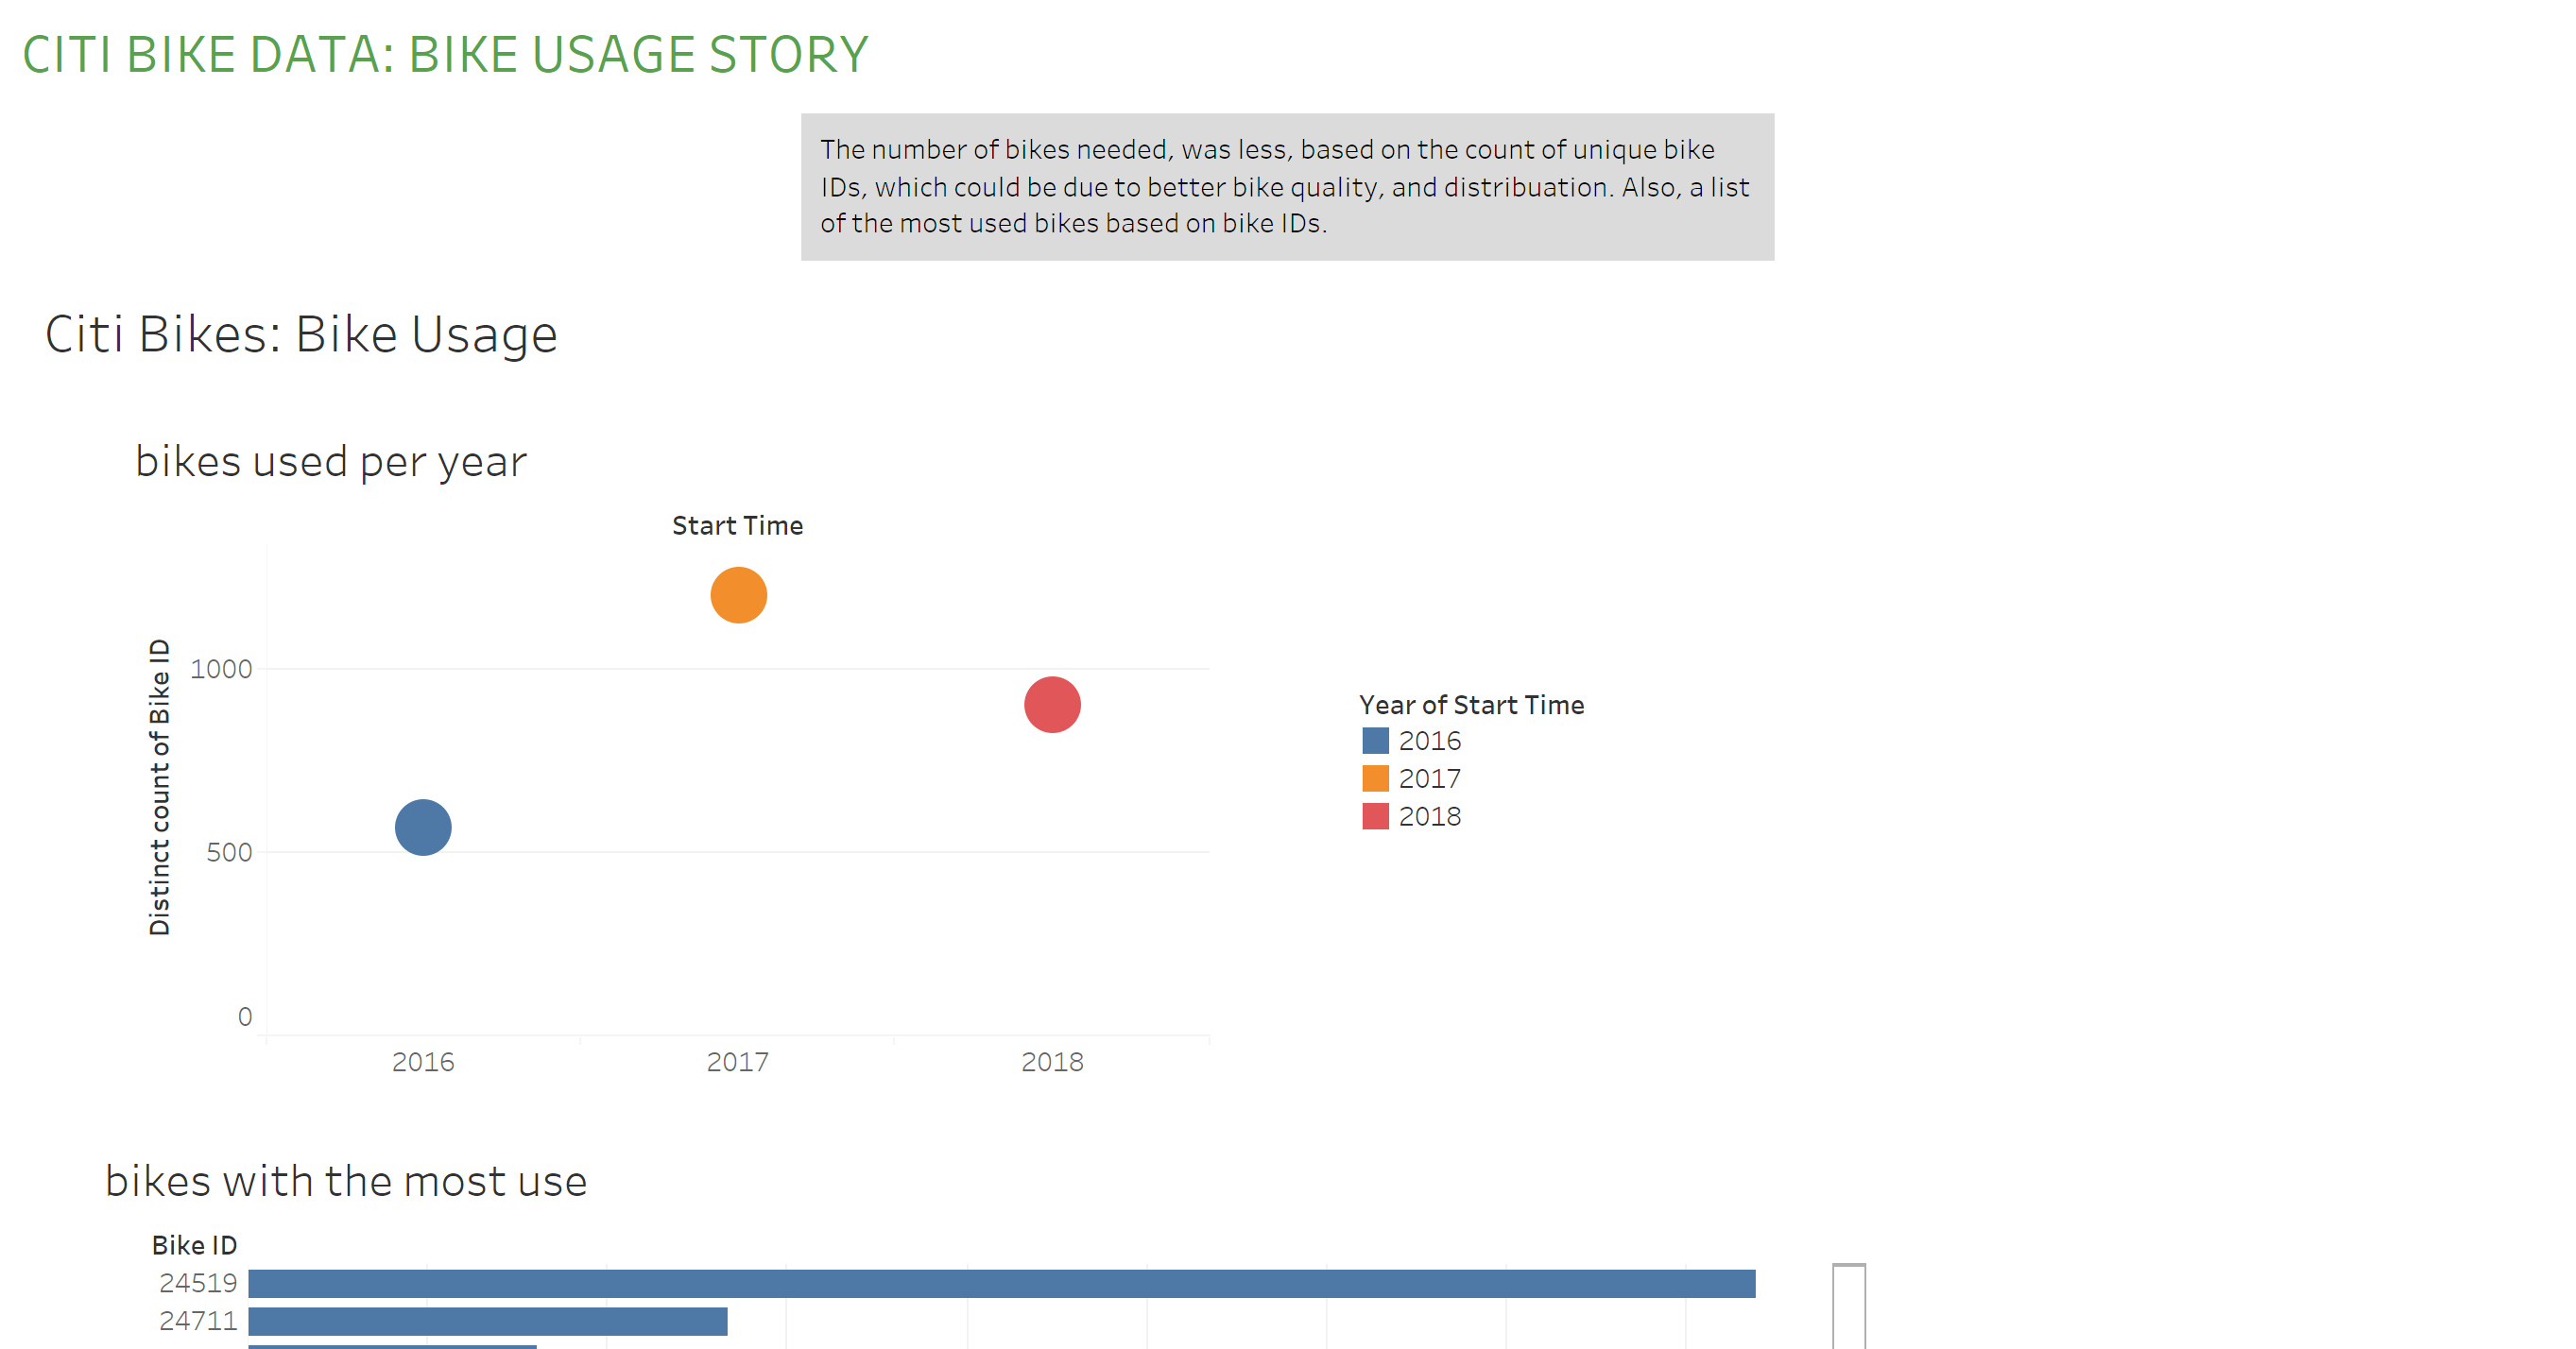 CITI BIKE DATA: BIKE USAGE STORY
The number of bikes needed, was less, based on the count of unique bike
IDs, which could be due to better bike quality, and distribuation. Also, a list
of the most used bikes based on bike IDs.
Citi Bikes: Bike Usage
bikes used per year
Start Time
Distinct count of Bike ID
1000
500
0
2016
2017
2018
Year of Start Time
2016
2017
2018
bikes with the most use
Bike ID
24519
24711